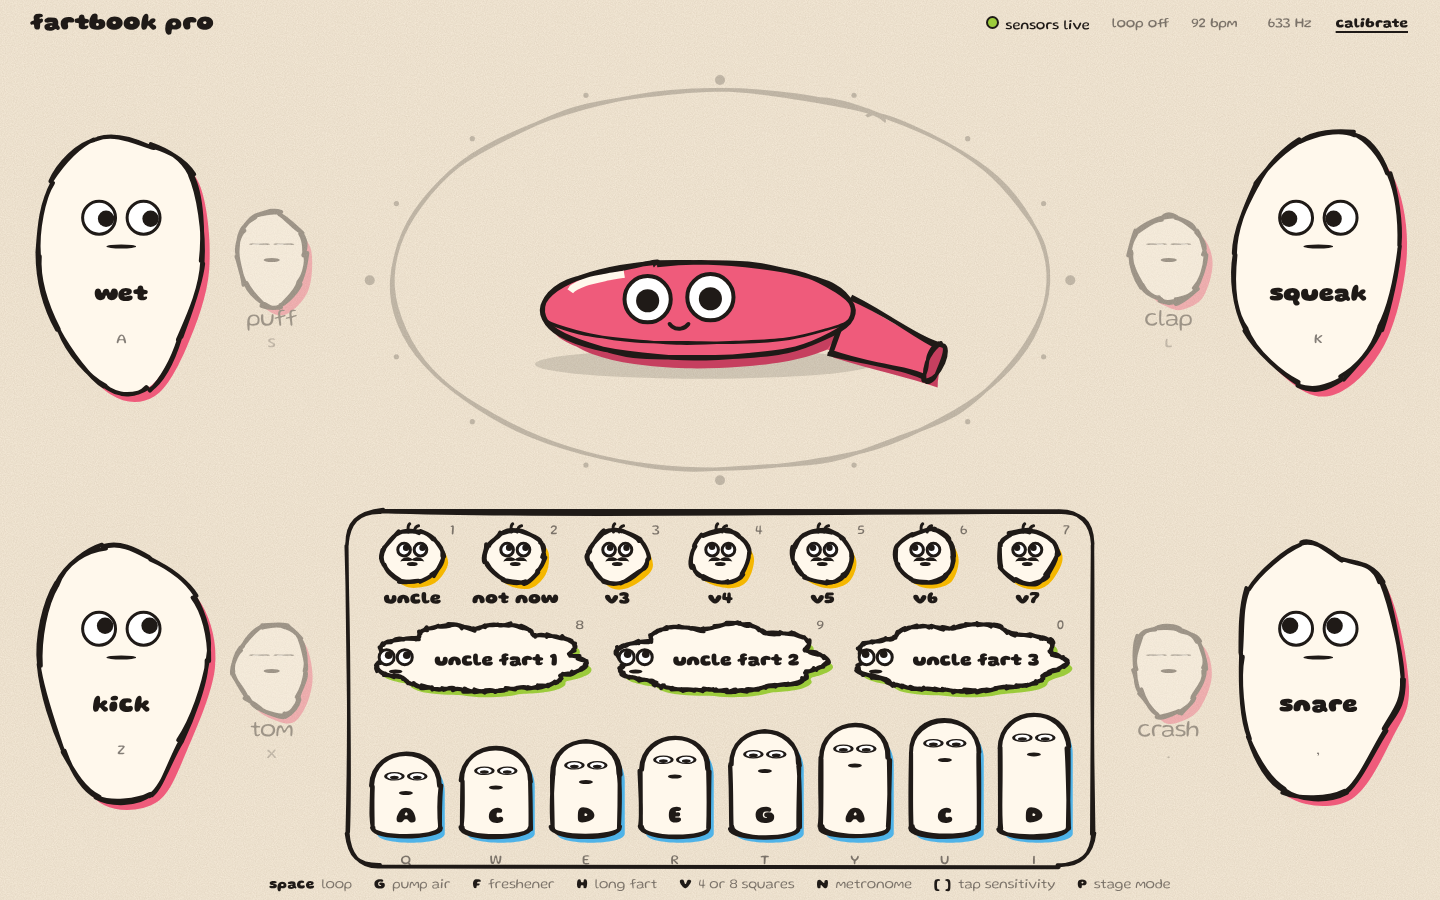 fartbook pro
sensors live loop off 92 bpm 633 Hz calibrate
wet
A
puff
S
clap
L
squeak
K
1 2 3 4 5 6 7
uncle not now v3 v4 v5 v6 v7
8 9 0
uncle fart 1 uncle fart 2 uncle fart 3
kick
Z
tom
X
crash
.
snare
,
A C D E G A C D
Q W E R T Y U I
space loop G pump air F freshener H long fart V 4 or 8 squares N metronome [ ] tap sensitivity P stage mode